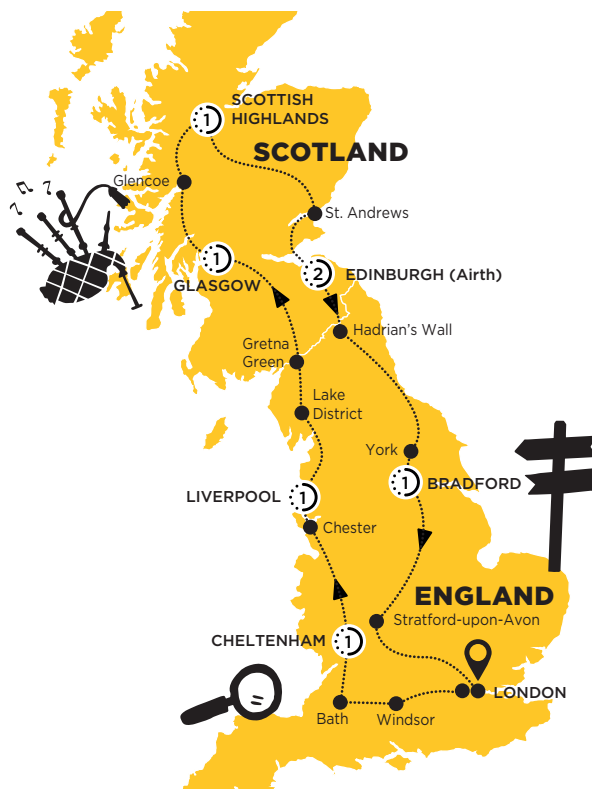 SCOTTISH
HIGHLANDS
1
SCOTLAND
Glencoe
St. Andrews
1
GLASGOW
2
EDINBURGH (Airth)
Hadrian's Wall
Gretna
Green
Lake
District
York
1
BRADFORD
LIVERPOOL
1
Chester
ENGLAND
Stratford-upon-Avon
CHELTENHAM
1
LONDON
Bath
Windsor